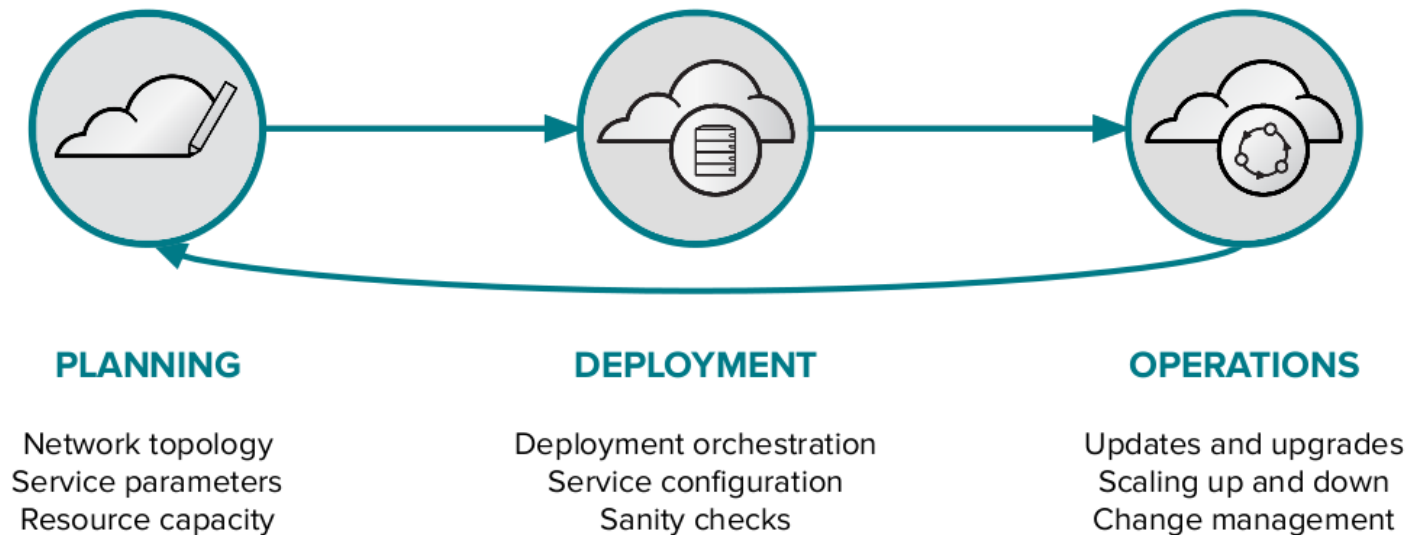 PLANNING
Network topology
Service parameters
Resource capacity
DEPLOYMENT
Deployment orchestration
Service configuration
Sanity checks
OPERATIONS
Updates and upgrades
Scaling up and down
Change management